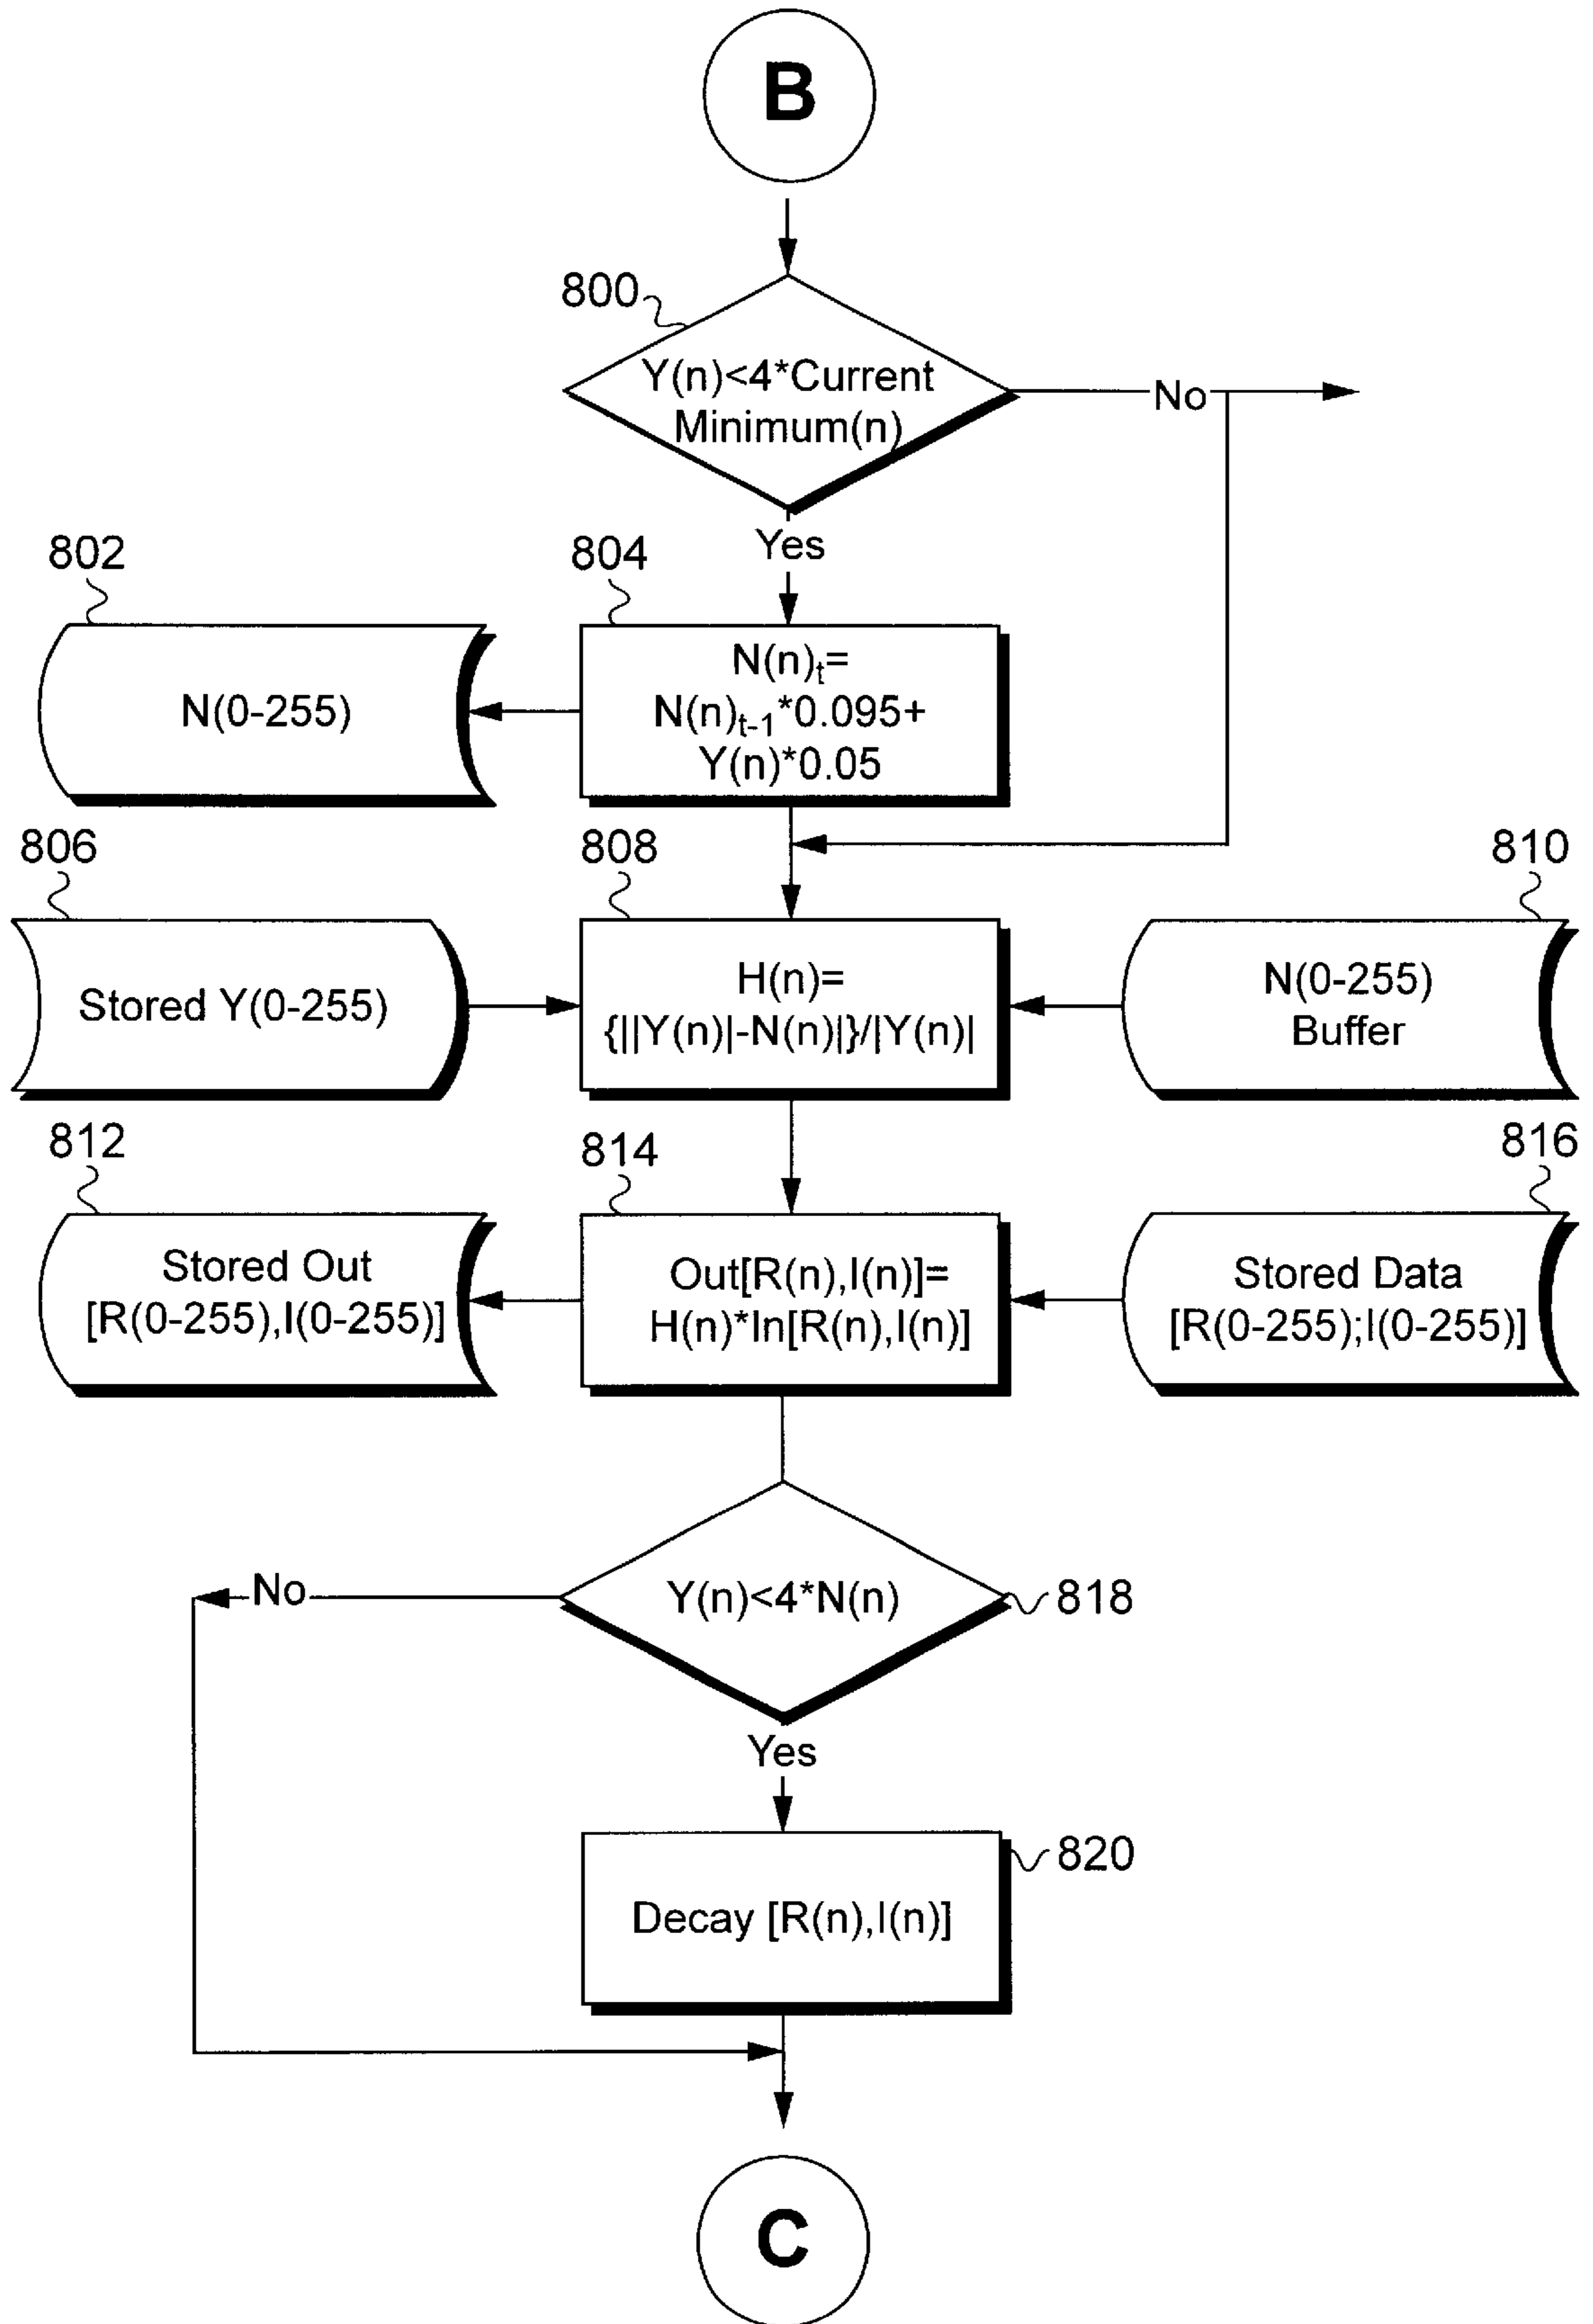 B
800
Y(n)<4*Current
Minimum(n)
No
Yes
802
804
N(0-255)
N(n)t=
N(n)t-1*0.095+
Y(n)*0.05
806
808
810
Stored Y(0-255)
H(n)=
{||Y(n)|-N(n)|}/|Y(n)|
N(0-255)
Buffer
812
814
816
Stored Out
[R(0-255),I(0-255)]
Out[R(n),I(n)]=
H(n)*In[R(n),I(n)]
Stored Data
[R(0-255);I(0-255)]
No
Y(n)<4*N(n)
818
Yes
820
Decay [R(n),I(n)]
C